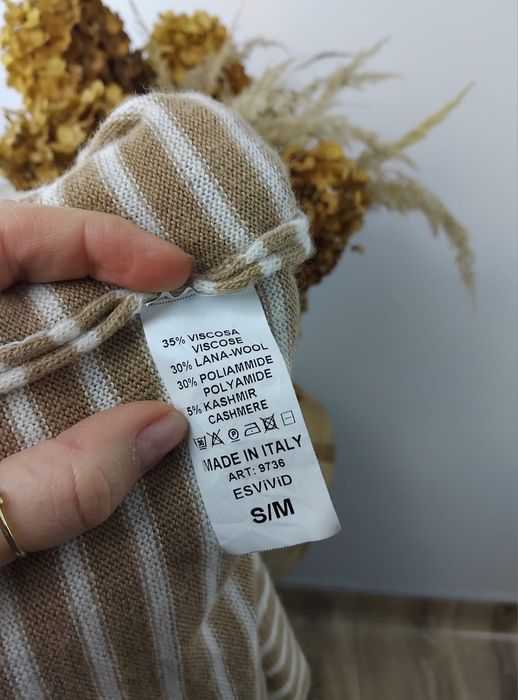 35% VISCOSA
VISCOSE
30% LANA-WOOL
30% POLIAMMIDE
POLYAMIDE
5% KASHMIR
CASHMERE
MADE IN ITALY
ART: 9736
ESViViD
S/M